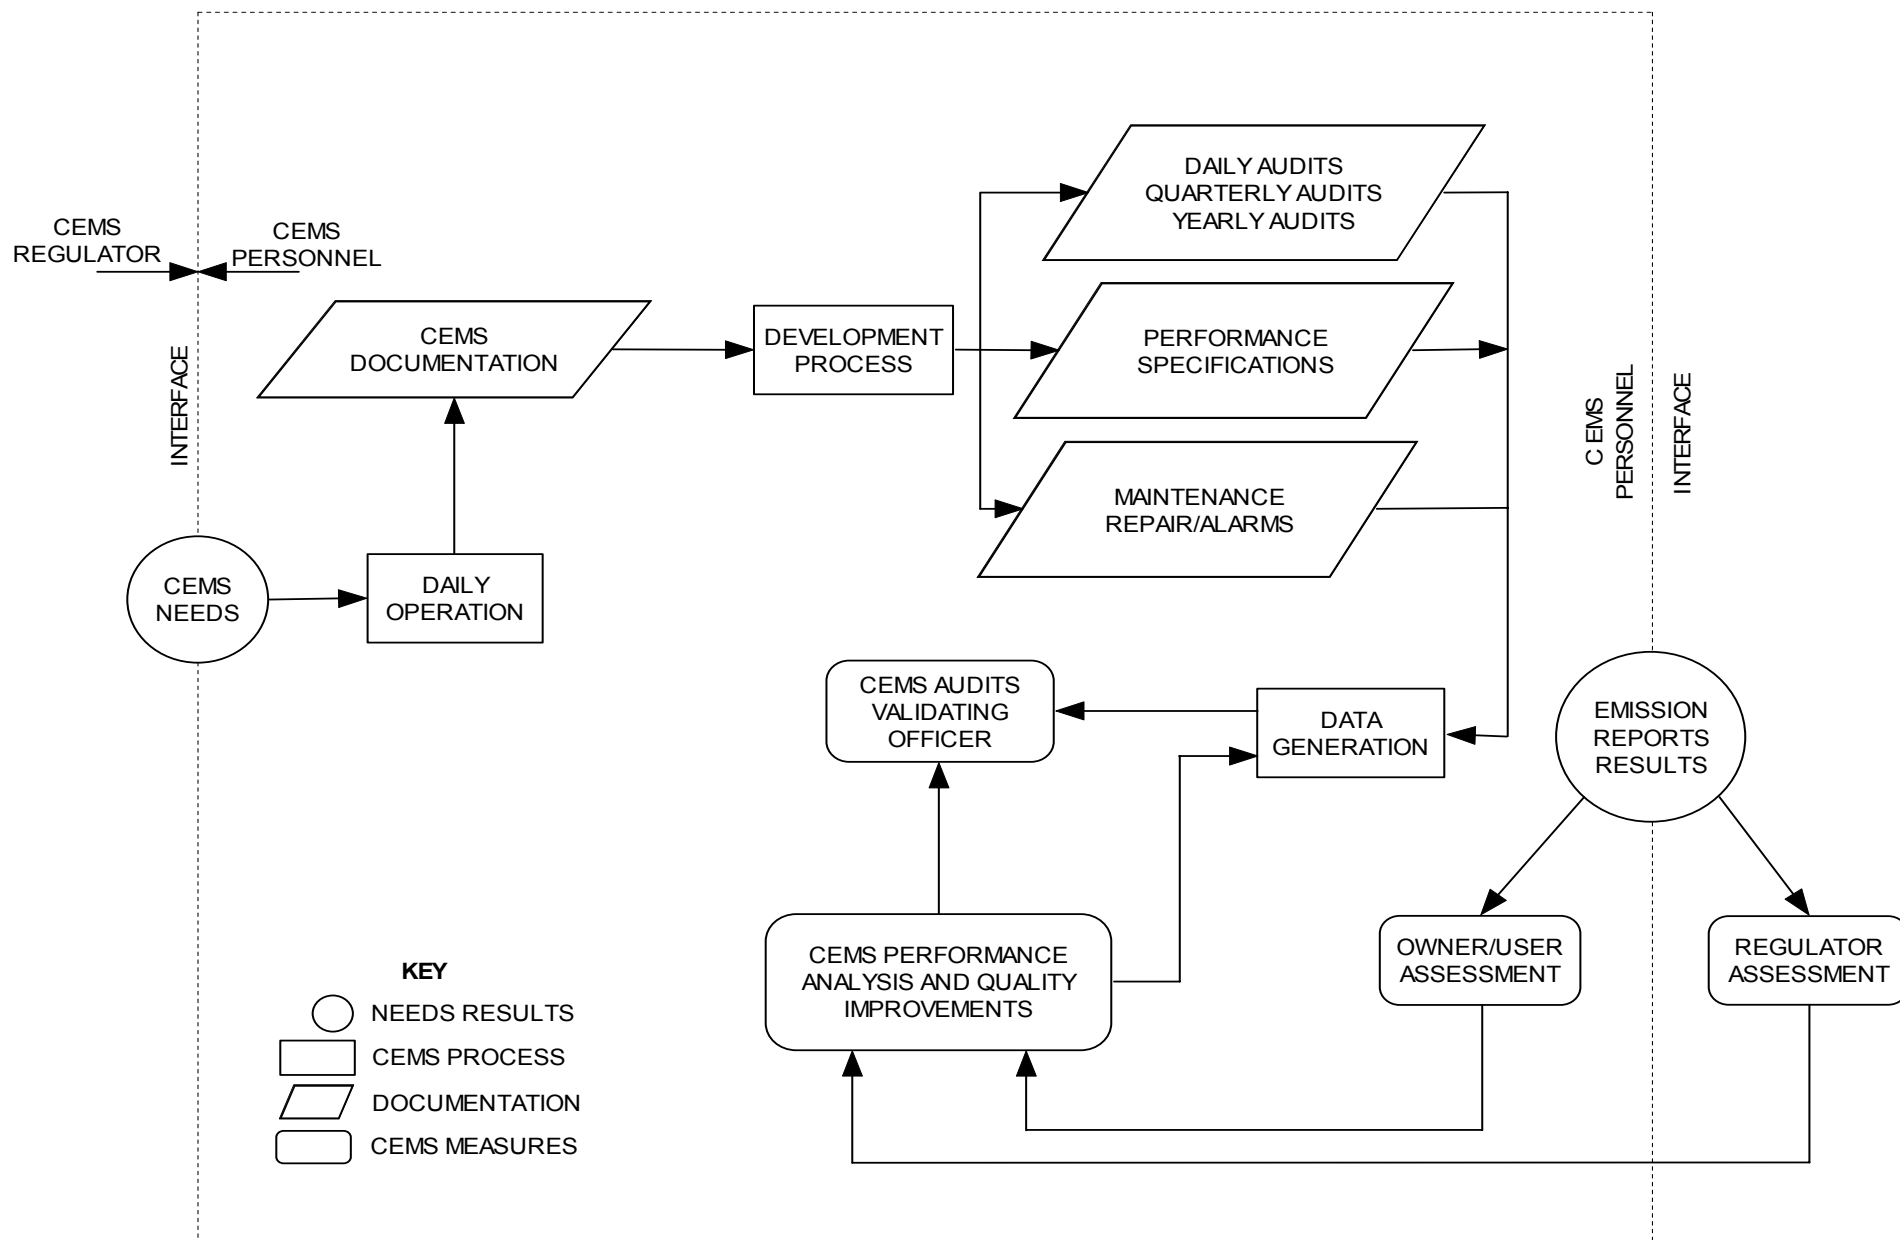 CEMS
REGULATOR
CEMS
PERSONNEL
INTERFACE
CEMS
DOCUMENTATION
DEVELOPMENT
PROCESS
DAILY AUDITS
QUARTERLY AUDITS
YEARLY AUDITS
PERFORMANCE
SPECIFICATIONS
MAINTENANCE
REPAIR/ALARMS
C EMS
PERSONNEL
INTERFACE
CEMS
NEEDS
DAILY
OPERATION
CEMS AUDITS
VALIDATING
OFFICER
DATA
GENERATION
EMISSION
REPORTS
RESULTS
CEMS PERFORMANCE
ANALYSIS AND QUALITY
IMPROVEMENTS
OWNER/USER
ASSESSMENT
REGULATOR
ASSESSMENT
KEY
NEEDS RESULTS
CEMS PROCESS
DOCUMENTATION
CEMS MEASURES